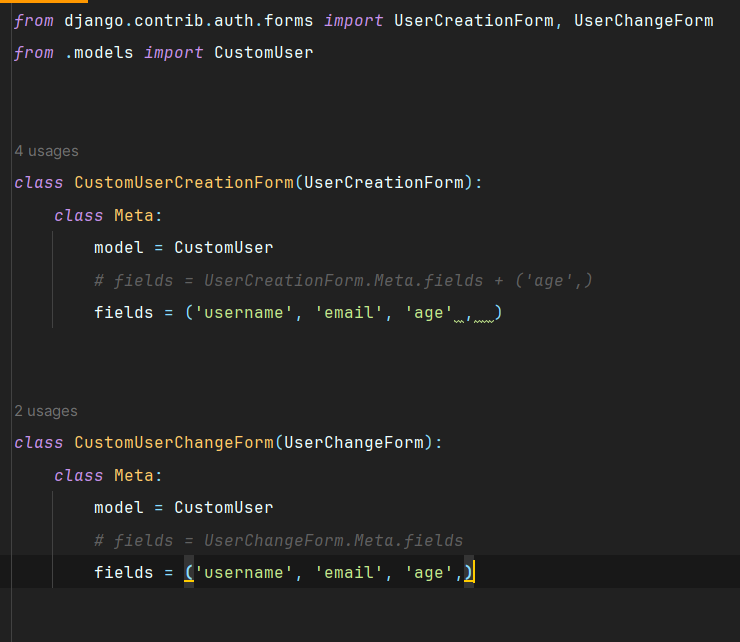 from django.contrib.auth.forms import UserCreationForm, UserChangeForm
from .models import CustomUser
4 usages
class CustomUserCreationForm(UserCreationForm):
    class Meta:
        model = CustomUser
        # fields = UserCreationForm.Meta.fields + ('age',)
        fields = ('username', 'email', 'age' ,  )
2 usages
class CustomUserChangeForm(UserChangeForm):
    class Meta:
        model = CustomUser
        # fields = UserChangeForm.Meta.fields
        fields = ('username', 'email', 'age',)